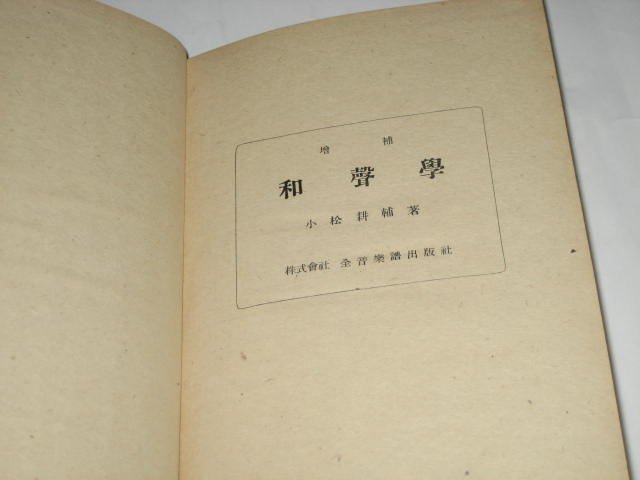 增補
和聲學
小松耕輔著
株式會社 全音樂譜出版社